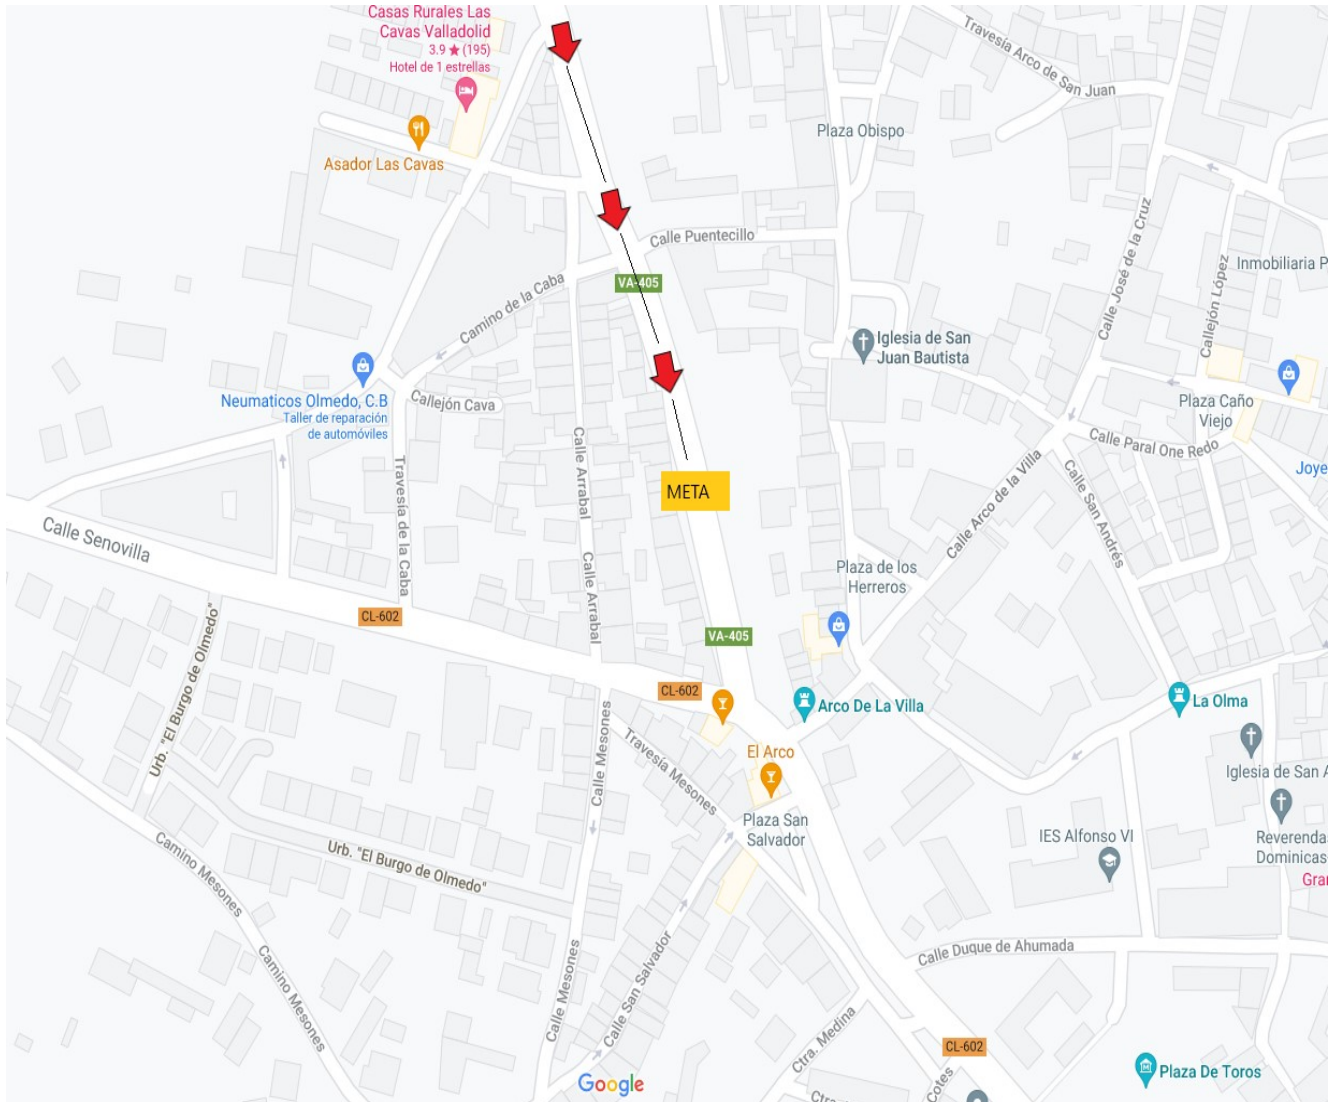 Casas Rurales Las
Cavas Valladolid
3.9 ★ (195)
Hotel de 1 estrellas
Asador Las Cavas
Travesía Arco de San Juan
Plaza Obispo
Calle Puentecillo
VA-405
Camino de la Caba
Calle José de la Cruz
Callejón López
Inmobiliaria P
Iglesia de San
Juan Bautista
Neumaticos Olmedo, C.B
Taller de reparación
de automóviles
Callejón Cava
Plaza Caño
Viejo
Calle Paral One Redo
Joye
Calle Arrabal
Calle Arrabal
Travesía de la Caba
META
Calle Arco de la Villa
Calle San Andrés
Calle Senovilla
Plaza de los
Herreros
CL-602
VA-405
Urb. "El Burgo de Olmedo"
CL-602
Arco De La Villa
La Olma
Calle Mesones
Travesía Mesones
El Arco
Plaza San
Salvador
Iglesia de San A
IES Alfonso VI
Reverenda
Dominicas
Gran
Urb. "El Burgo de Olmedo"
Camino Mesones
Camino Mesones
Calle Mesones
Calle San Salvador
Calle Duque de Ahumada
Ctra. Medina
CL-602
Plaza De Toros
Google
Cotes
Ctra.